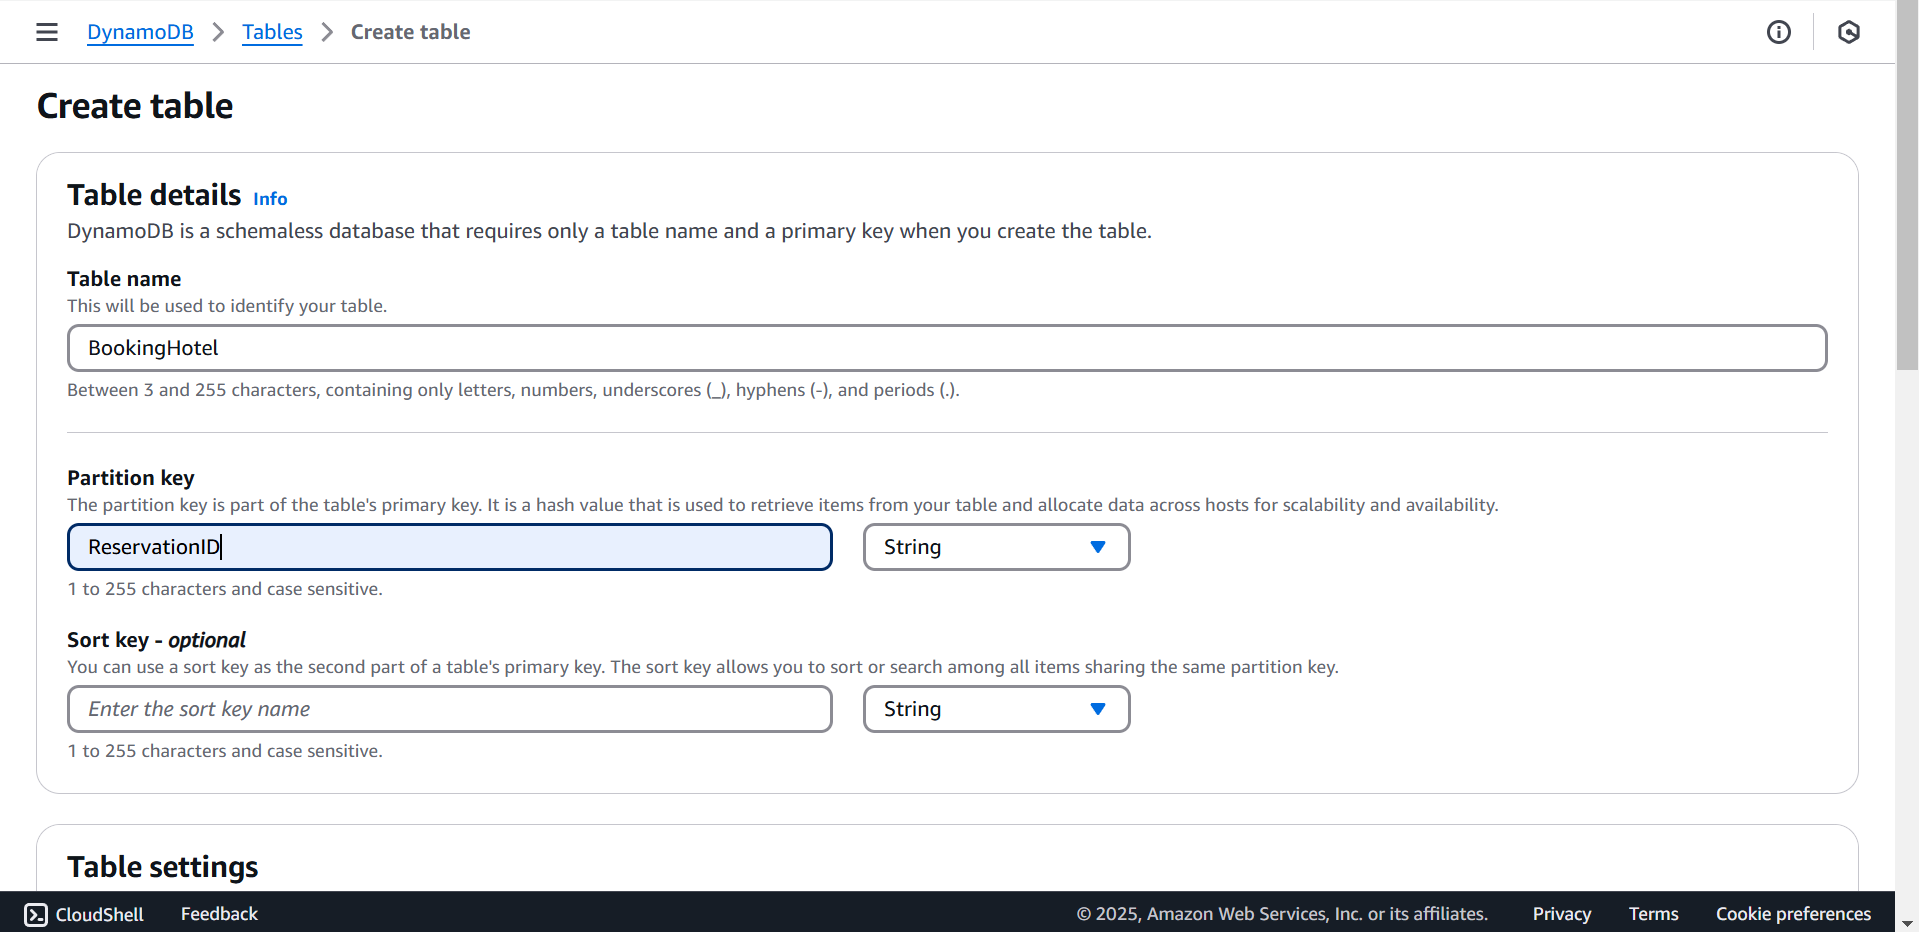 DynamoDB > Tables > Create table
Create table
Table details Info
DynamoDB is a schemaless database that requires only a table name and a primary key when you create the table.
Table name
This will be used to identify your table.
BookingHotel
Between 3 and 255 characters, containing only letters, numbers, underscores (_), hyphens (-), and periods (.).
Partition key
The partition key is part of the table's primary key. It is a hash value that is used to retrieve items from your table and allocate data across hosts for scalability and availability.
ReservationID String
1 to 255 characters and case sensitive.
Sort key - optional
You can use a sort key as the second part of a table's primary key. The sort key allows you to sort or search among all items sharing the same partition key.
Enter the sort key name String
1 to 255 characters and case sensitive.
Table settings
CloudShell Feedback © 2025, Amazon Web Services, Inc. or its affiliates. Privacy Terms Cookie preferences